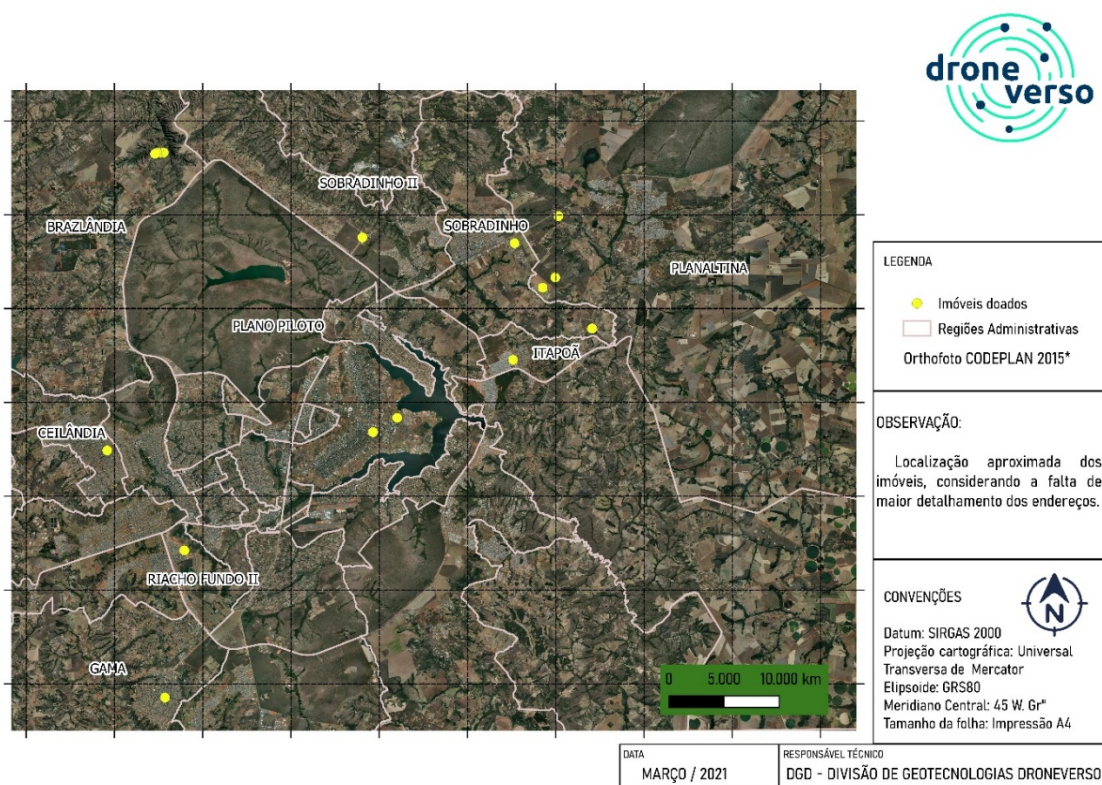 drone
verso
SOBRADINHO II
BRAZLÂNDIA
SOBRADINHO
PLANALTINA
PLANO PILOTO
ITAPOÃ
CEILÂNDIA
RIACHO FUNDO II
GAMA
0 5.000 10.000 km
LEGENDA
Imóveis doados
Regiões Administrativas
Orthofoto CODEPLAN 2015*
OBSERVAÇÃO:
Localização aproximada dos
imóveis, considerando a falta de
maior detalhamento dos endereços.
CONVENÇÕES
N
Datum: SIRGAS 2000
Projeção cartográfica: Universal
Transversa de Mercator
Elipsoide: GRS80
Meridiano Central: 45 W. Gr"
Tamanho da folha: Impressão A4
DATA
MARÇO / 2021
RESPONSÁVEL TÉCNICO
DGD - DIVISÃO DE GEOTECNOLOGIAS DRONEVERSO